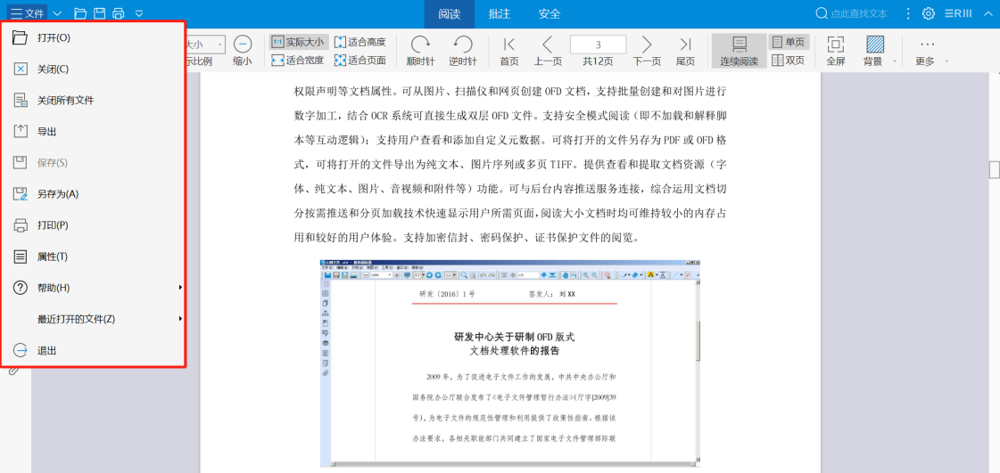 文件
阅读
批注
安全
点此查找文本
打开(O)
关闭(C)
关闭所有文件
导出
保存(S)
另存为(A)
打印(P)
属性(T)
帮助(H)
最近打开的文件(Z)
退出
大小
示比例
缩小
1:1 实际大小
适合宽度
适合高度
适合页面
顺时针
逆时针
首页
上一页
3
共12页
下一页
尾页
连续阅读
单页
双页
全屏
背景
更多
权限声明等文档属性。可从图片、扫描仪和网页创建 OFD 文档，支持批量创建和对图片进行
数字加工，结合 OCR 系统可直接生成双层 OFD 文件。支持安全模式阅读（即不加载和解释脚
本等互动逻辑）；支持用户查看和添加自定义元数据。可将打开的文件另存为 PDF 或 OFD 格
式，可将打开的文件导出为纯文本、图片序列或多页 TIFF。提供查看和提取文档资源（字
体、纯文本、图片、音视频和附件等）功能。可与后台内容推送服务连接，综合运用文档切
分按需推送和分页加载技术快速显示用户所需页面，阅读大小文档时均可维持较小的内存占
用和较好的用户体验。支持加密信封、密码保护、证书保护文件的阅览。
研发〔2016〕1 号 签发人： 刘 XX
研发中心关于研制 OFD 版式
文档处理软件的报告
2009 年，为了促进电子文件工作的发展，中共中央办公厅和
国务院办公厅联合发布了《电子文件管理暂行办法》(厅字[2009]39
号)，为电子文件的规范性管理和利用提供了政策性指南。根据该
办法要求，各相关职能部门共同建立了国家电子文件管理部际联